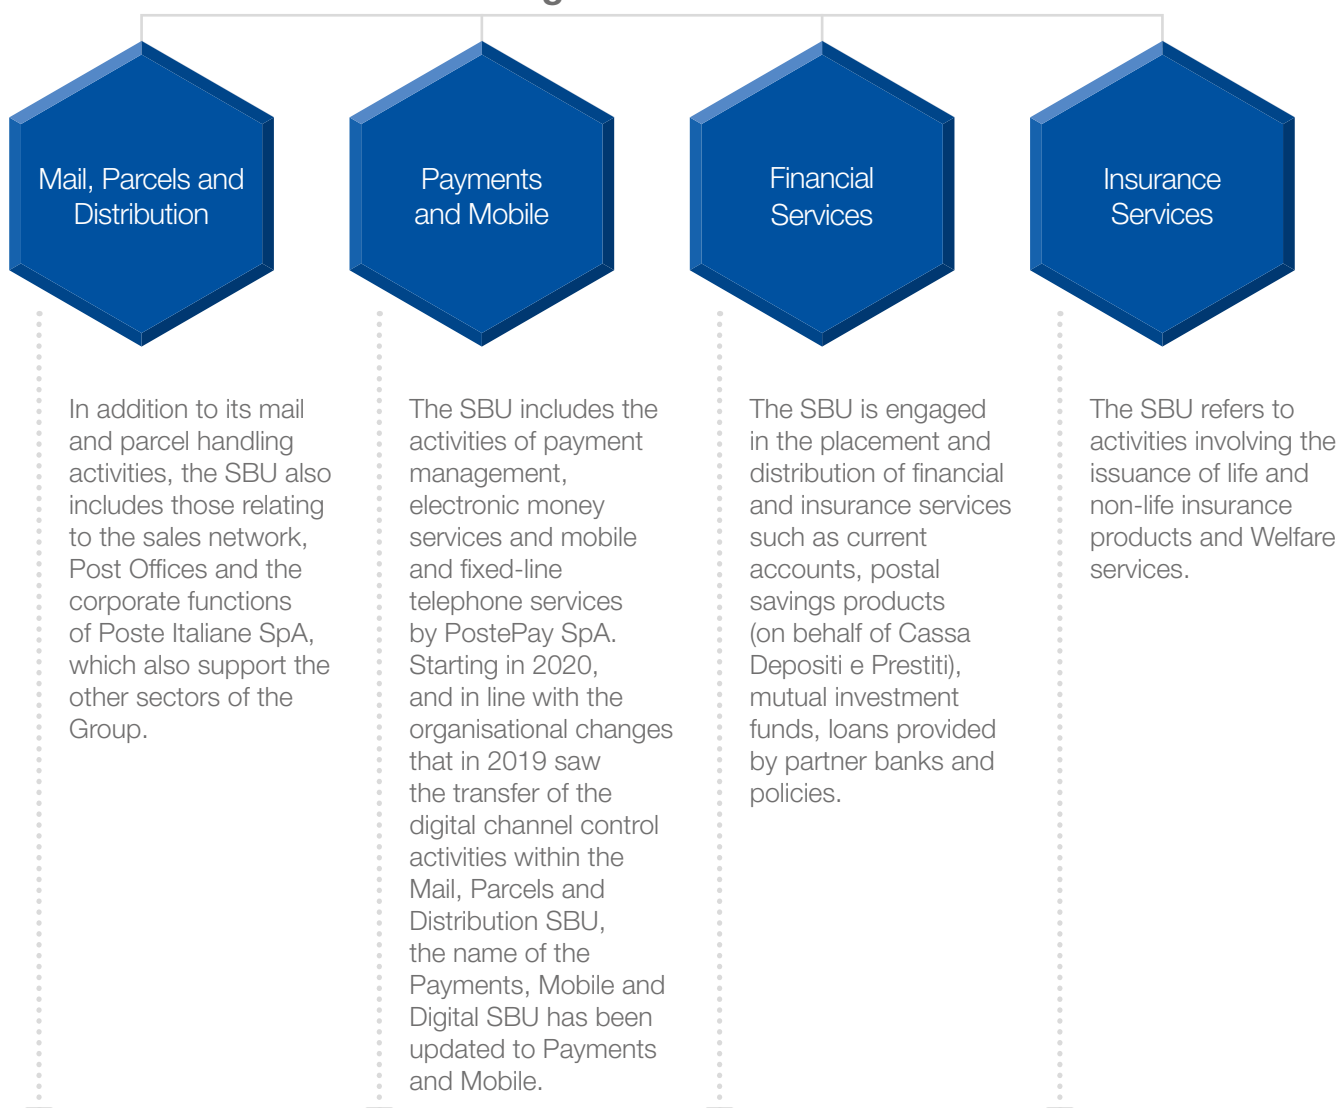 Mail, Parcels and
Distribution
In addition to its mail
and parcel handling
activities, the SBU also
includes those relating
to the sales network,
Post Offices and the
corporate functions
of Poste Italiane SpA,
which also support the
other sectors of the
Group.
Payments
and Mobile
The SBU includes the
activities of payment
management,
electronic money
services and mobile
and fixed-line
telephone services
by PostePay SpA.
Starting in 2020,
and in line with the
organisational changes
that in 2019 saw
the transfer of the
digital channel control
activities within the
Mail, Parcels and
Distribution SBU,
the name of the
Payments, Mobile and
Digital SBU has been
updated to Payments
and Mobile.
Financial
Services
The SBU is engaged
in the placement and
distribution of financial
and insurance services
such as current
accounts, postal
savings products
(on behalf of Cassa
Depositi e Prestiti),
mutual investment
funds, loans provided
by partner banks and
policies.
Insurance
Services
The SBU refers to
activities involving the
issuance of life and
non-life insurance
products and Welfare
services.